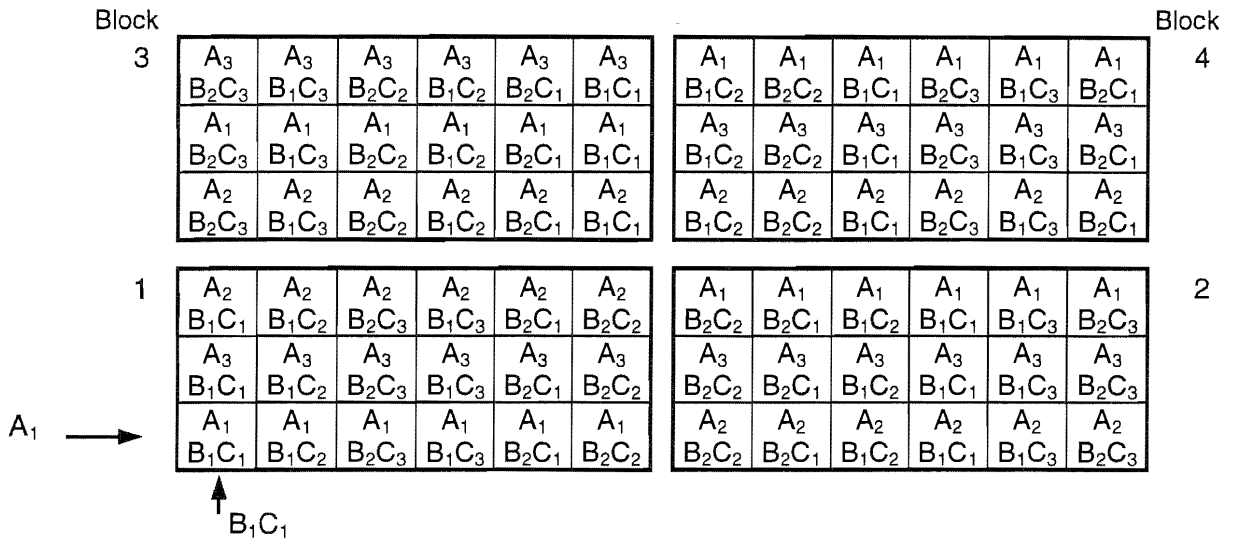 Block Block
3 A₃ A₃ A₃ A₃ A₃ A₃ A₁ A₁ A₁ A₁ A₁ A₁ 4
B₂C₃ B₁C₃ B₂C₂ B₁C₂ B₂C₁ B₁C₁ B₁C₂ B₂C₂ B₁C₁ B₂C₃ B₁C₃ B₂C₁
A₁ A₁ A₁ A₁ A₁ A₁ A₃ A₃ A₃ A₃ A₃ A₃
B₂C₃ B₁C₃ B₂C₂ B₁C₂ B₂C₁ B₁C₁ B₁C₂ B₂C₂ B₁C₁ B₂C₃ B₁C₃ B₂C₁
A₂ A₂ A₂ A₂ A₂ A₂ A₂ A₂ A₂ A₂ A₂ A₂
B₂C₃ B₁C₃ B₂C₂ B₁C₂ B₂C₁ B₁C₁ B₁C₂ B₂C₂ B₁C₁ B₂C₃ B₁C₃ B₂C₁
1 A₂ A₂ A₂ A₂ A₂ A₂ A₁ A₁ A₁ A₁ A₁ A₁ 2
B₁C₁ B₁C₂ B₂C₃ B₁C₃ B₂C₁ B₂C₂ B₂C₂ B₂C₁ B₁C₂ B₁C₁ B₁C₃ B₂C₃
A₃ A₃ A₃ A₃ A₃ A₃ A₃ A₃ A₃ A₃ A₃ A₃
B₁C₁ B₁C₂ B₂C₃ B₁C₃ B₂C₁ B₂C₂ B₂C₂ B₂C₁ B₁C₂ B₁C₁ B₁C₃ B₂C₃
A₁ A₁ A₁ A₁ A₁ A₁ A₁ A₂ A₂ A₂ A₂ A₂ A₂
B₁C₁ B₁C₂ B₂C₃ B₁C₃ B₂C₁ B₂C₂ B₂C₂ B₂C₁ B₁C₂ B₁C₁ B₁C₃ B₂C₃
B₁C₁